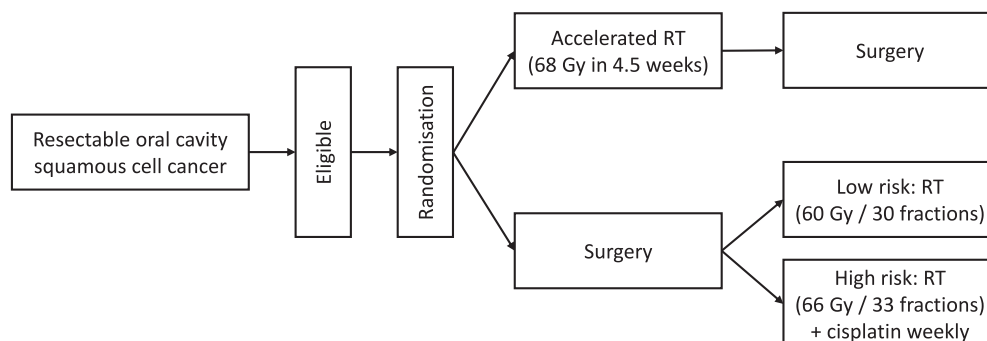 Resectable oral cavity
squamous cell cancer
Eligible
Randomisation
Accelerated RT
(68 Gy in 4.5 weeks)
Surgery
Surgery
Low risk: RT
(60 Gy / 30 fractions)
High risk: RT
(66 Gy / 33 fractions)
+ cisplatin weekly